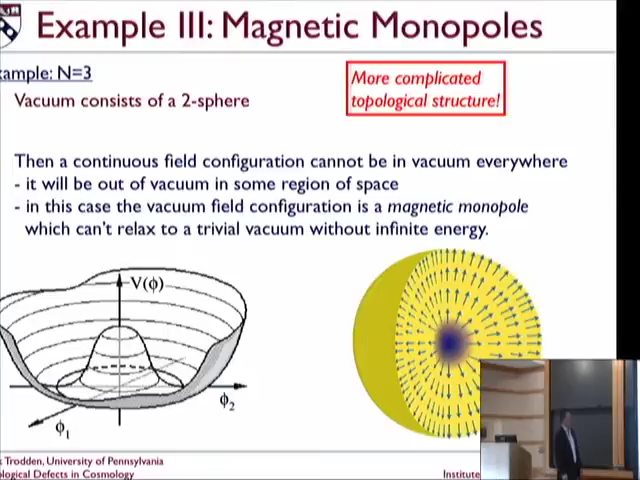 Example III: Magnetic Monopoles
xample: N=3
Vacuum consists of a 2-sphere
More complicated
topological structure!
Then a continuous field configuration cannot be in vacuum everywhere
- it will be out of vacuum in some region of space
- in this case the vacuum field configuration is a magnetic monopole
which can't relax to a trivial vacuum without infinite energy.
V(ϕ)
ϕ2
ϕ1
k Trodden, University of Pennsylvania
ological Defects in Cosmology
Institute